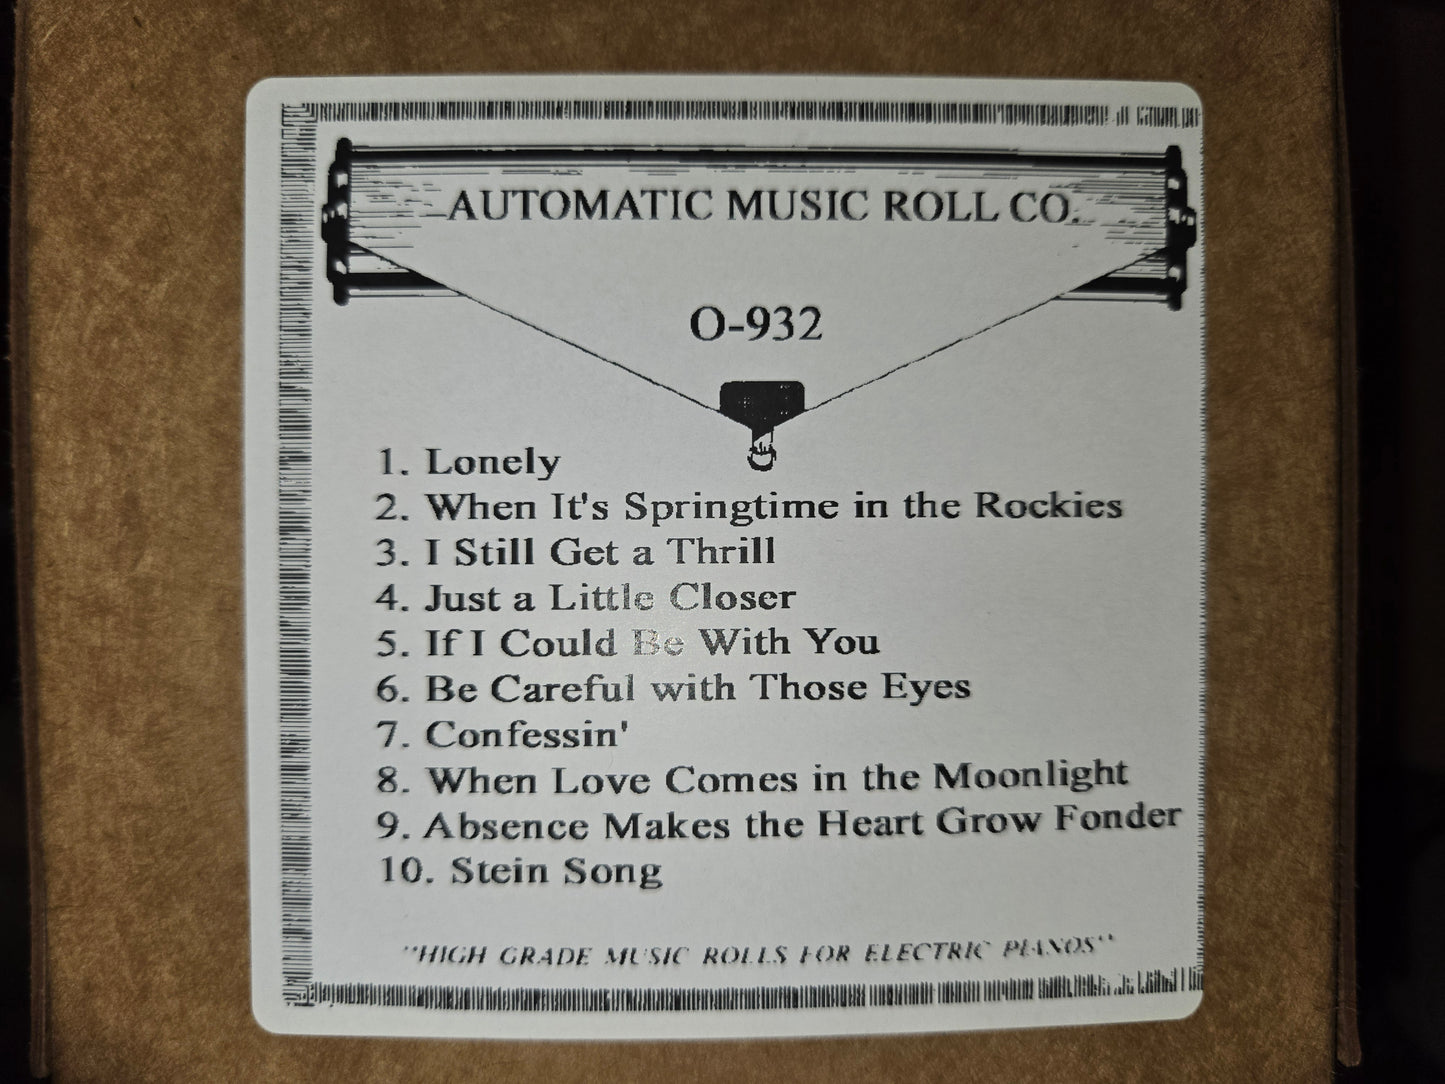 AUTOMATIC MUSIC ROLL CO.
O-932
1. Lonely
2. When It's Springtime in the Rockies
3. I Still Get a Thrill
4. Just a Little Closer
5. If I Could Be With You
6. Be Careful with Those Eyes
7. Confessin'
8. When Love Comes in the Moonlight
9. Absence Makes the Heart Grow Fonder
10. Stein Song
"HIGH GRADE MUSIC ROLLS FOR ELECTRIC PIANOS"